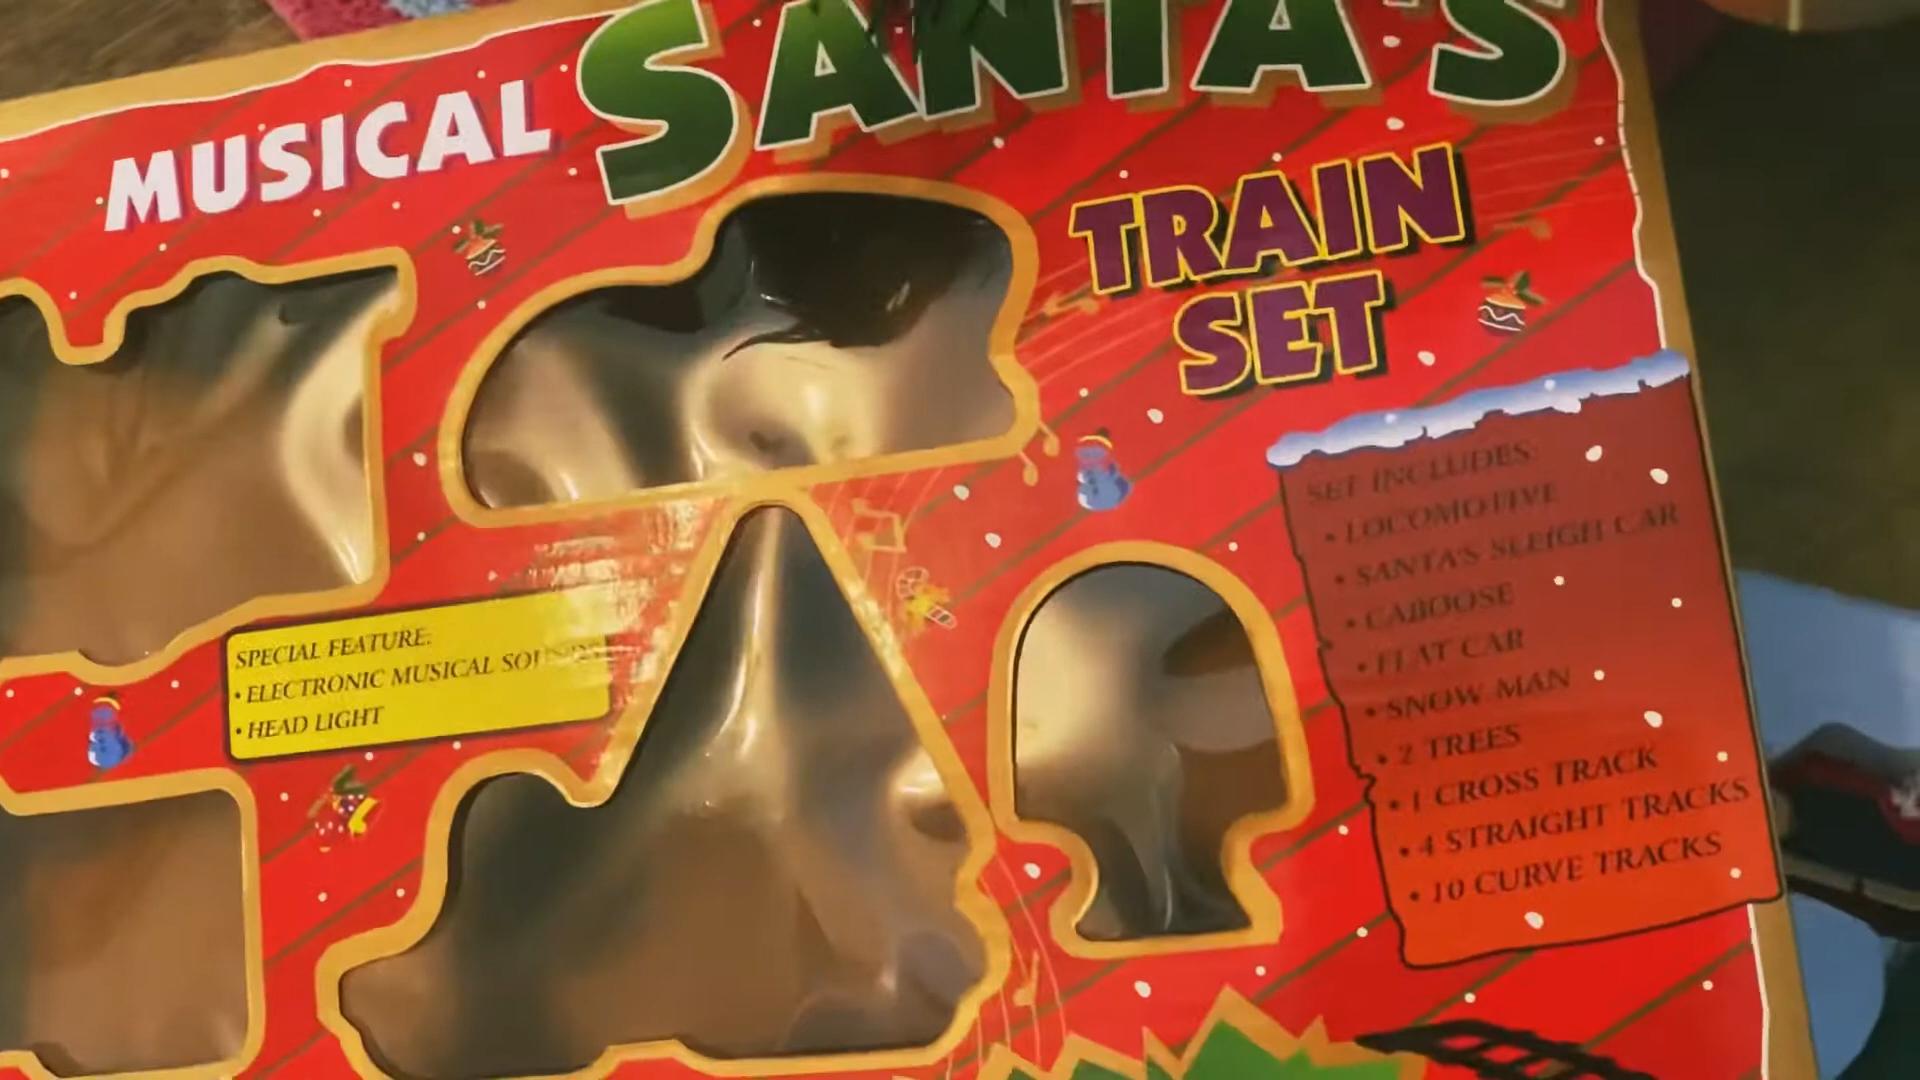 MUSICAL SANTA'S
TRAIN
SET
SPECIAL FEATURE:
• ELECTRONIC MUSICAL SOUNDS
• HEAD LIGHT
SET INCLUDES:
• LOCOMOTIVE
• SANTA'S SLEIGH CAR
• CABOOSE
• FLAT CAR
• SNOW MAN
• 2 TREES
• 1 CROSS TRACK
• 4 STRAIGHT TRACKS
• 10 CURVE TRACKS